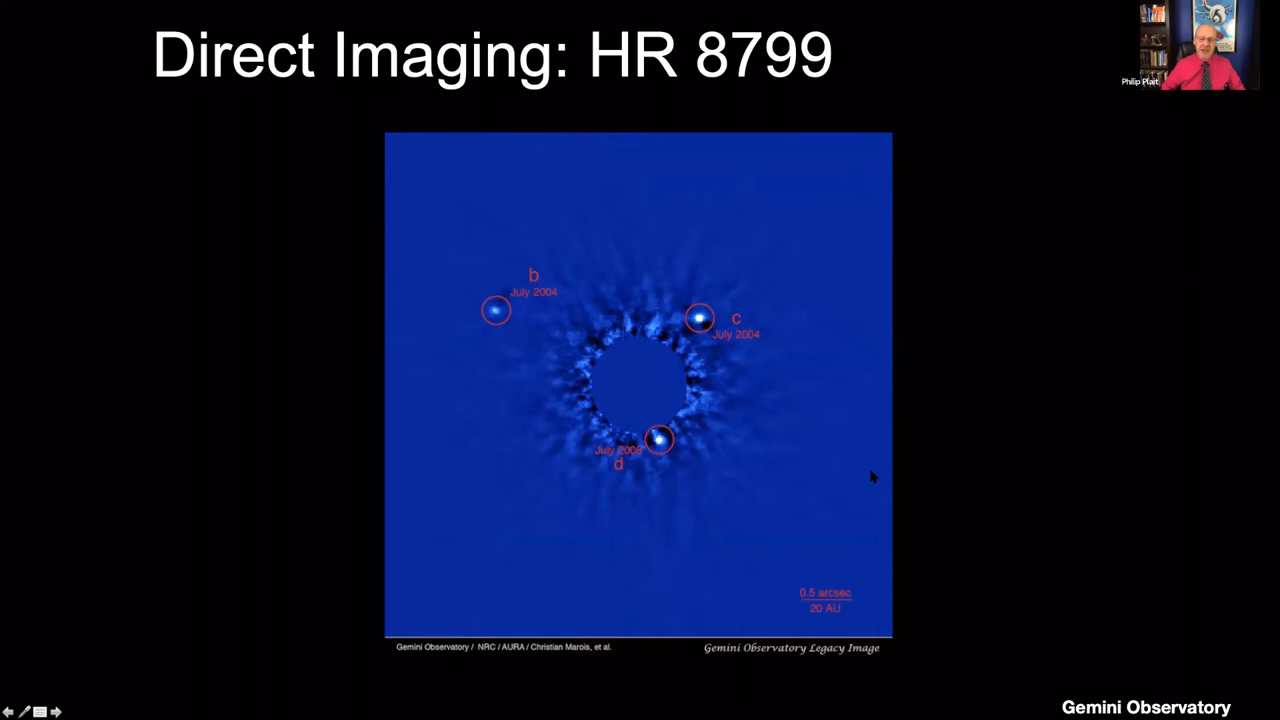 Direct Imaging: HR 8799
Philip Plait
b
July 2004
c
July 2004
July 2008
d
0.5 arcsec
20 AU
Gemini Observatory / NRC / AURA / Christian Marois, et al.
Gemini Observatory Legacy Image
Gemini Observatory